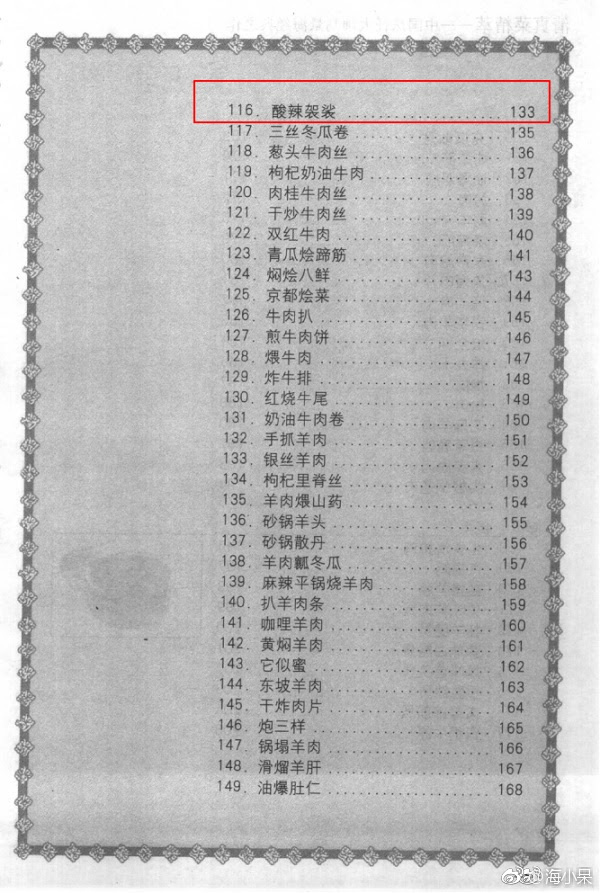 116. 酸辣袈裟 133
117. 三丝冬瓜卷 135
118. 葱头牛肉丝 136
119. 枸杞奶油牛肉 137
120. 肉桂牛肉丝 138
121. 干炒牛肉丝 139
122. 双红牛肉 140
123. 青瓜烩蹄筋 141
124. 焖烩八鲜 143
125. 京都烩菜 144
126. 牛肉扒 145
127. 煎牛肉饼 146
128. 煨牛肉 147
129. 炸牛排 148
130. 红烧牛尾 149
131. 奶油牛肉卷 150
132. 手抓羊肉 151
133. 银丝羊肉 152
134. 枸杞里脊丝 153
135. 羊肉煨山药 154
136. 砂锅羊头 155
137. 砂锅散丹 156
138. 羊肉瓤冬瓜 157
139. 麻辣平锅烧羊肉 158
140. 扒羊肉条 159
141. 咖哩羊肉 160
142. 黄焖羊肉 161
143. 它似蜜 162
144. 东坡羊肉 163
145. 干炸肉片 164
146. 炮三样 165
147. 锅塌羊肉 166
148. 滑熘羊肝 167
149. 油爆肚仁 168
海小呆